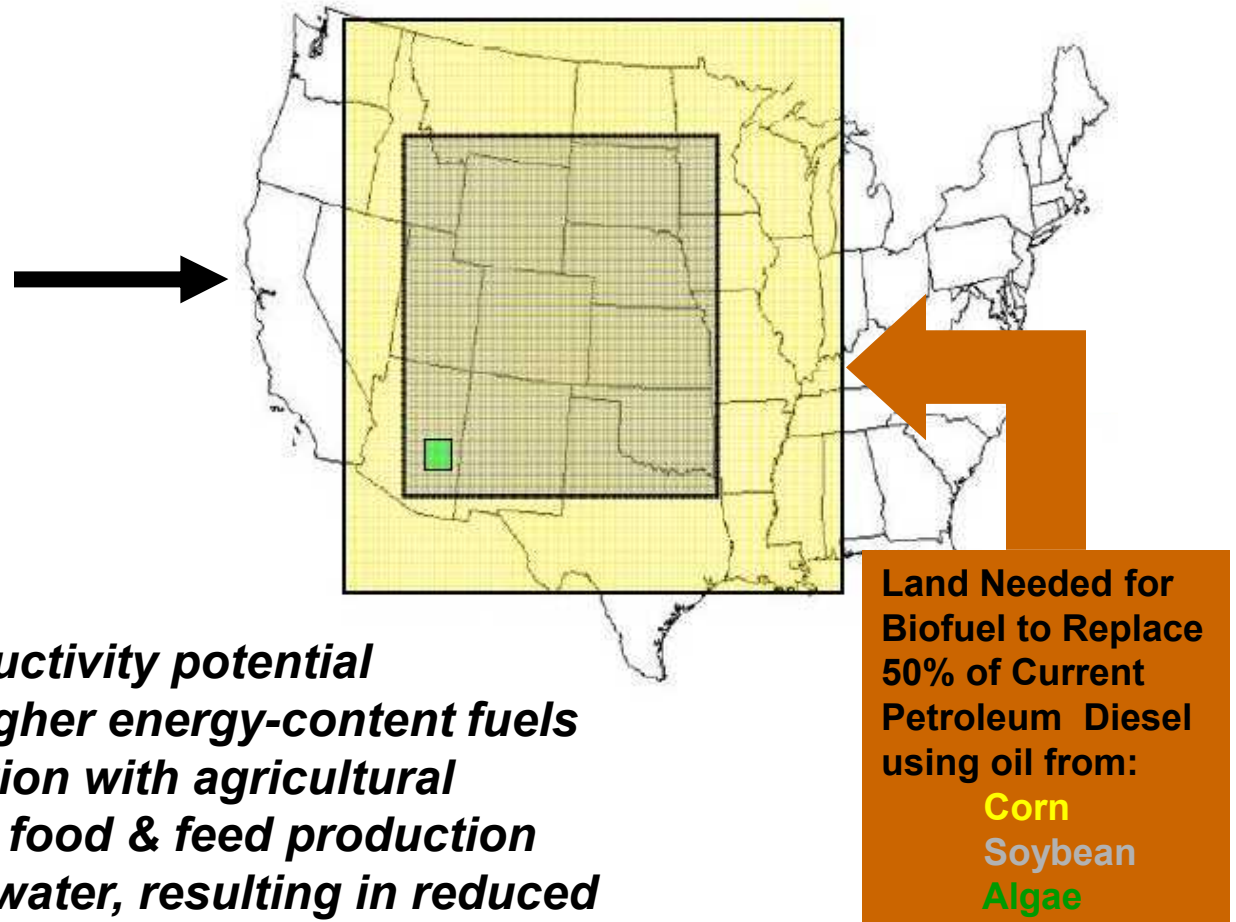 Land Needed for
Biofuel to Replace
50% of Current
Petroleum Diesel
using oil from:
Corn
Soybean
Algae
uctivity potential
gher energy-content fuels
tion with agricultural
food & feed production
water, resulting in reduced